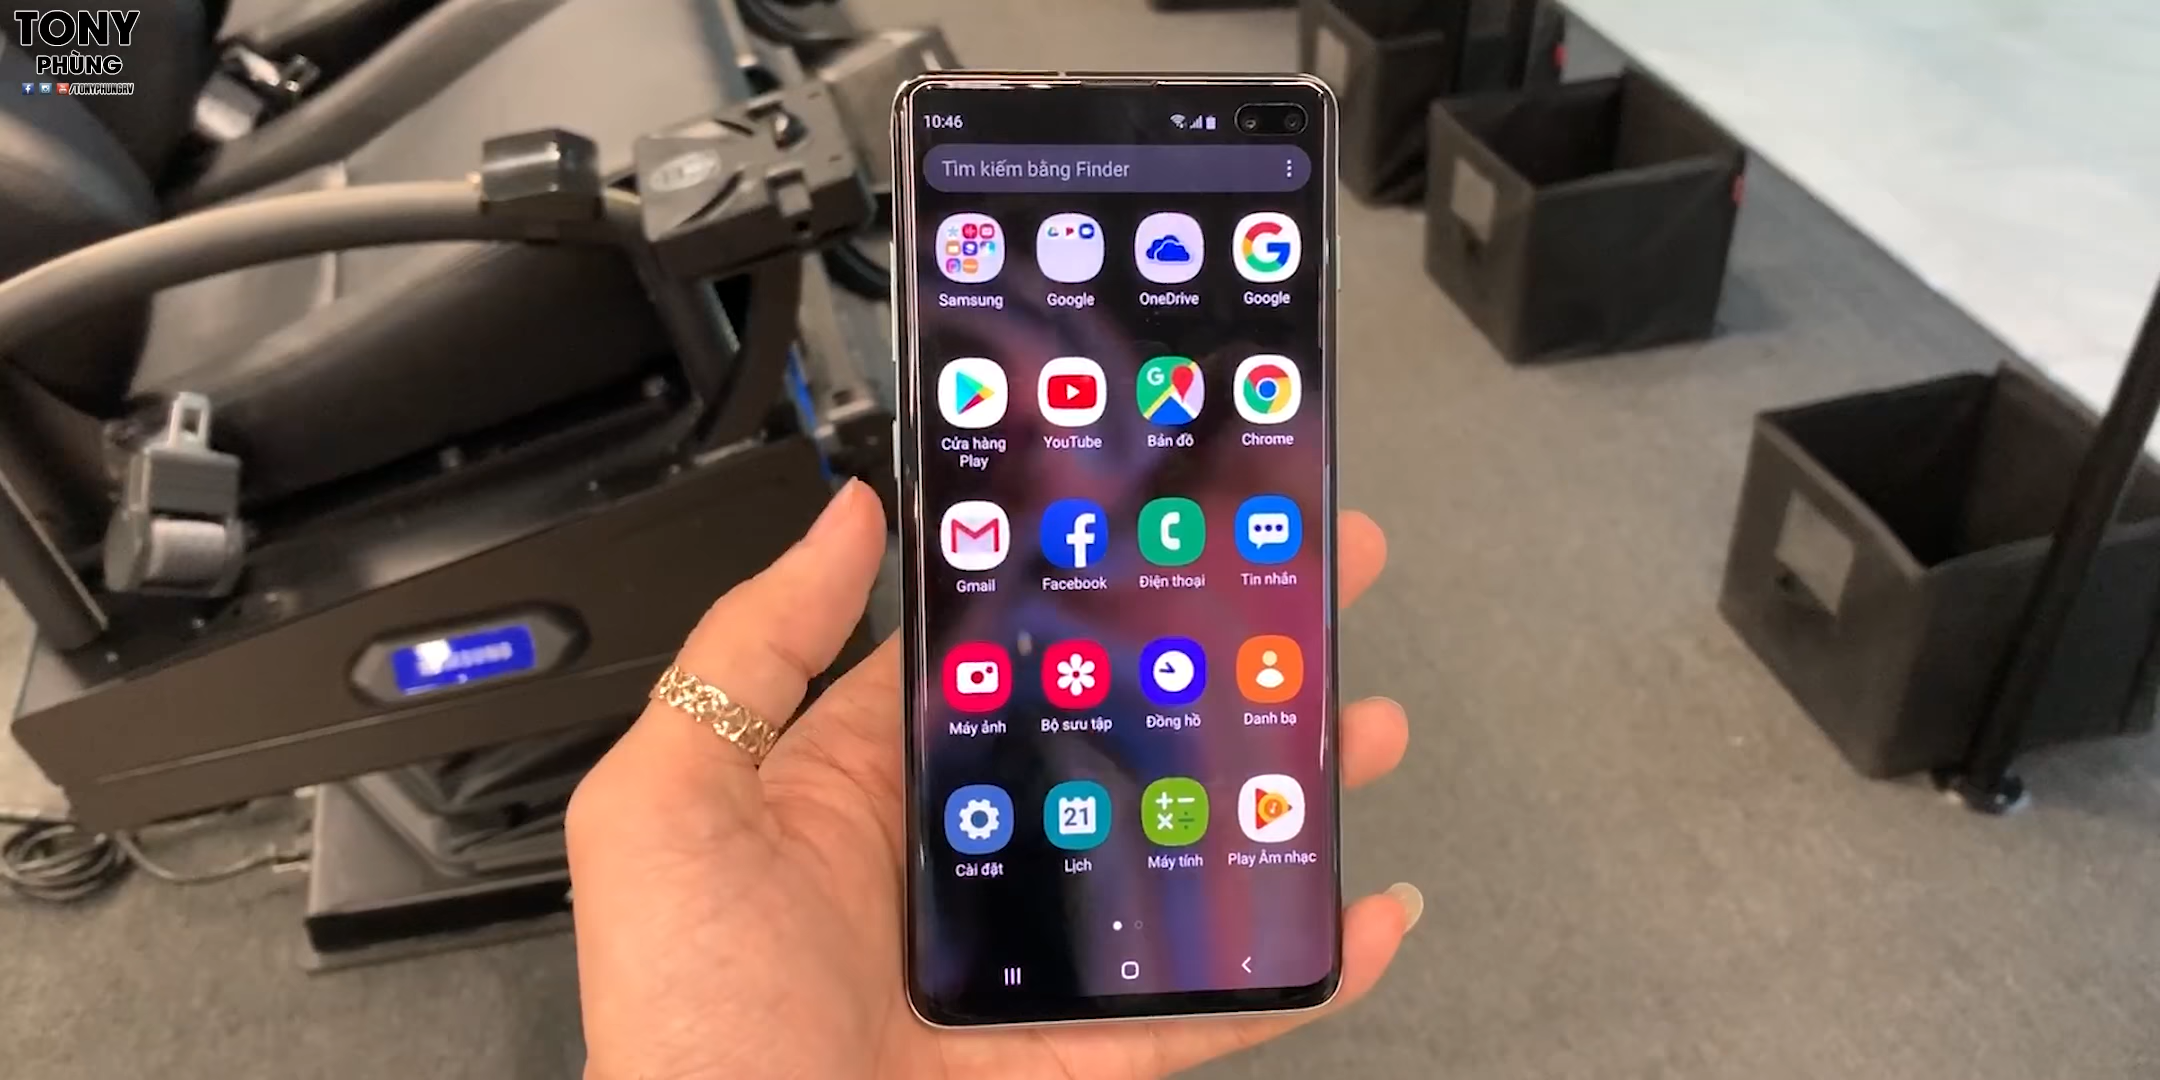 TONY
PHÙNG
/TONYPHUNGRV
10:46
Tìm kiếm bằng Finder
Samsung
Google
OneDrive
Google
Cửa hàng
Play
YouTube
Bản đồ
Chrome
Gmail
Facebook
Điện thoại
Tin nhắn
Máy ảnh
Bộ sưu tập
Đồng hồ
Danh bạ
21
Cài đặt
Lịch
Máy tính
Play Âm nhạc
SAMSUNG